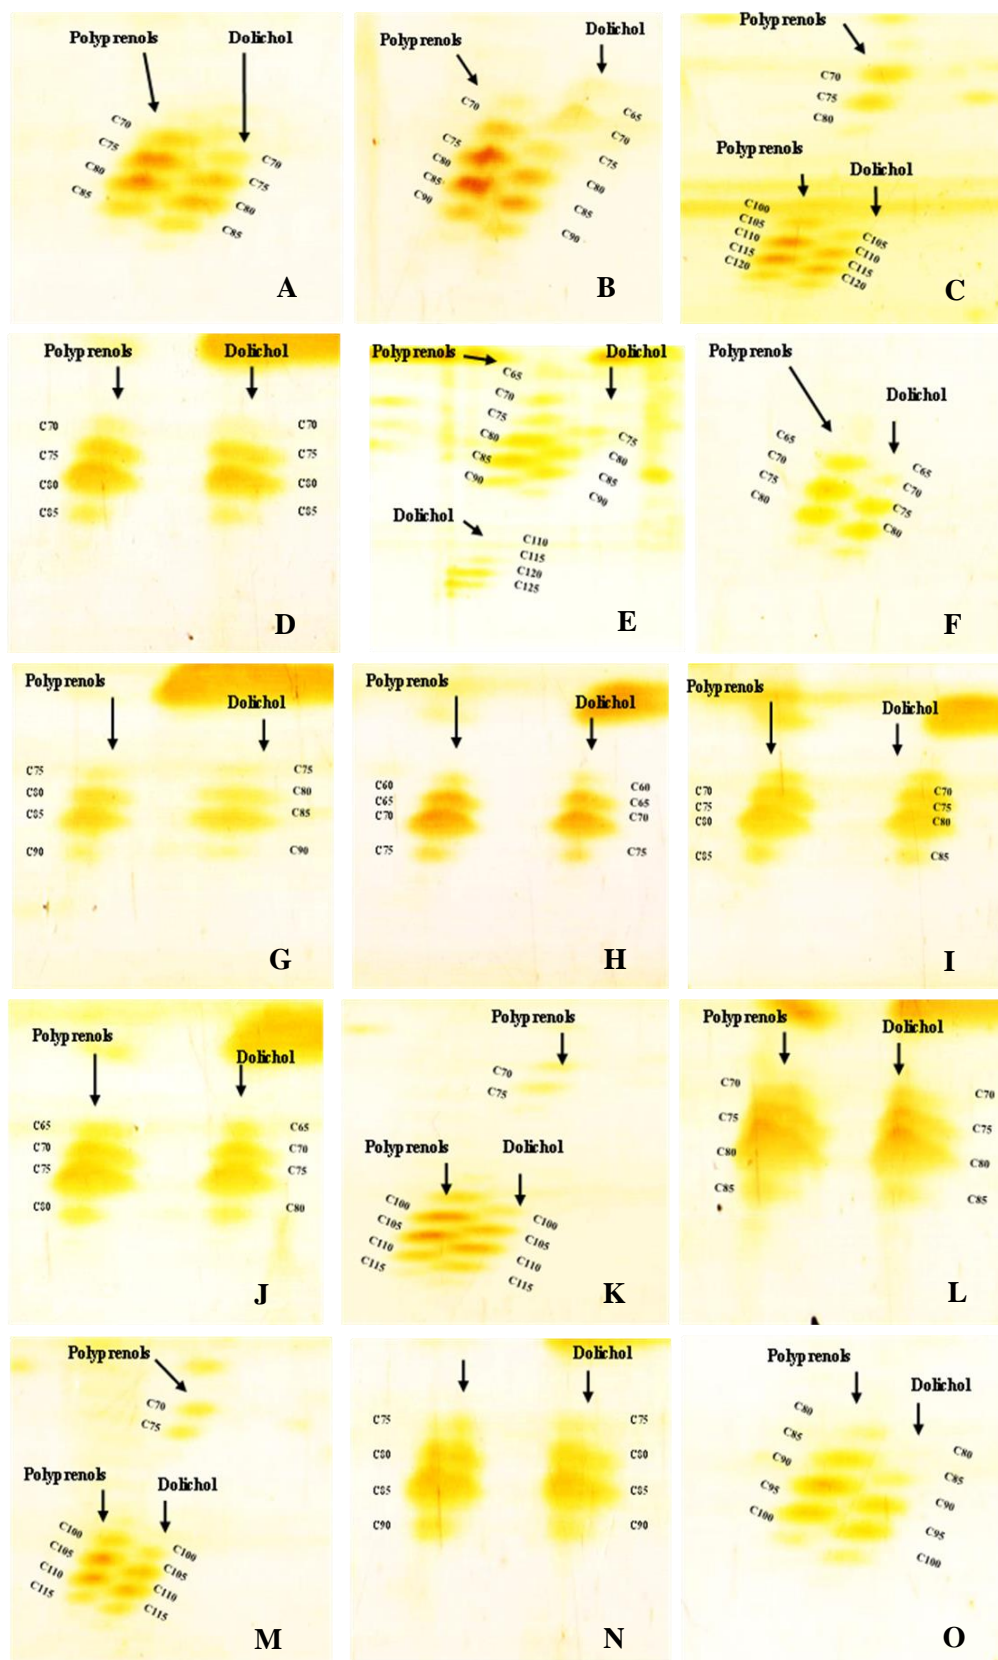 Polyprenols Dolichol
C70
C75
C80
C85
C70
C75
C80
C85
A
Polyprenols Dolichol
C70
C75
C80
C85
C90
C65
C70
C75
C80
C85
C90
B
Polyprenols
C70
C75
C80
Polyprenols Dolichol
C100
C105
C110
C115
C120
C105
C110
C115
C120
C
Polyprenols Dolichol
C70 C70
C75 C75
C80 C80
C85 C85
D
Polyprenols Dolichol
C65
C70
C75
C80
C85
C90
C75
C80
C85
C90
Dolichol
C110
C115
C120
C125
E
Polyprenols
Dolichol
C65
C70
C75
C80
C65
C70
C75
C80
F
Polyprenols
Dolichol
C75 C75
C80 C80
C85 C85
C90 C90
G
Polyprenols
Dolichol
C60 C60
C65 C65
C70 C70
C75 C75
H
Polyprenols
Dolichol
C70 C70
C75 C75
C80 C80
C85 C85
I
Polyprenols
Dolichol
C65 C65
C70 C70
C75 C75
C80 C80
J
Polyprenols
C70
C75
Polyprenols Dolichol
C100
C105
C110
C115
C100
C105
C110
C115
K
Polyprenols
Dolichol
C70 C70
C75 C75
C80 C80
C85 C85
L
Polyprenols
C70
C75
Polyprenols
Dolichol
C100
C105
C110
C115
C100
C105
C110
C115
M
Dolichol
C75 C75
C80 C80
C85 C85
C90 C90
N
Polyprenols
Dolichol
C80
C85
C90
C95
C100
C80
C85
C90
C95
C100
O